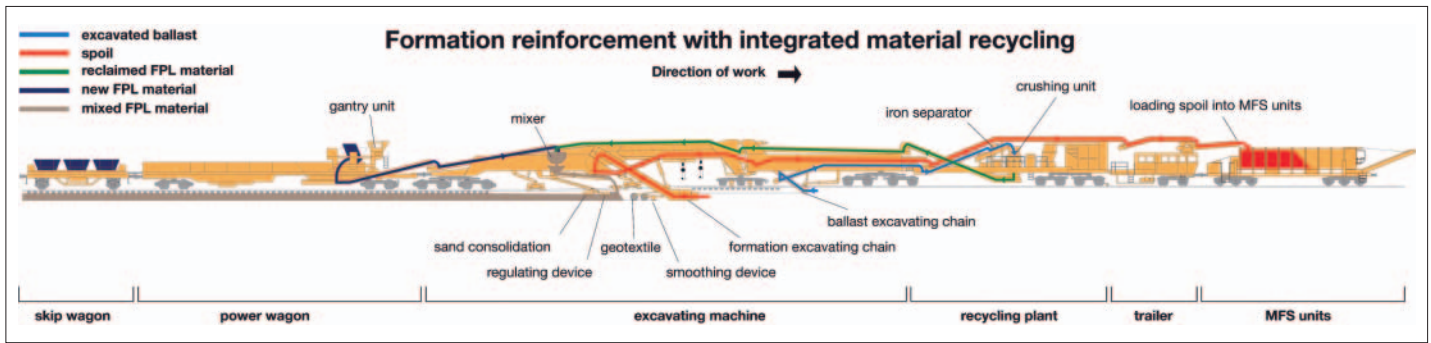 Formation reinforcement with integrated material recycling
excavated ballast
spoil
reclaimed FPL material
new FPL material
mixed FPL material
Direction of work
gantry unit
mixer
iron separator
crushing unit
loading spoil into MFS units
ballast excavating chain
sand consolidation
geotextile
formation excavating chain
regulating device
smoothing device
skip wagon
power wagon
excavating machine
recycling plant
trailer
MFS units